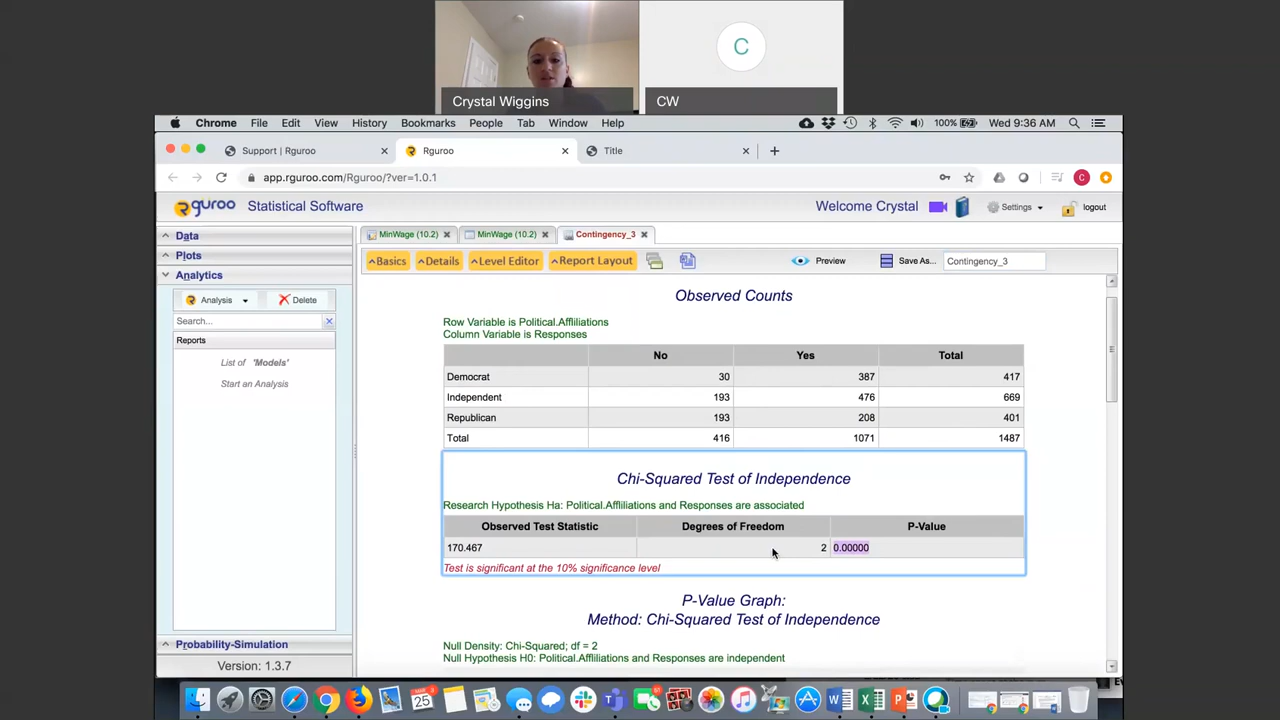 Crystal Wiggins
C
CW
Chrome File Edit View History Bookmarks People Tab Window Help 100% Wed 9:36 AM
Support | Rguroo
Rguroo
Title
app.rguroo.com/Rguroo/?ver=1.0.1
C
guroo Statistical Software
Welcome Crystal
Settings
logout
Data
Plots
Analytics
Analysis
Delete
Search...
Reports
List of 'Models'
Start an Analysis
Probability-Simulation
Version: 1.3.7
MinWage (10.2) MinWage (10.2) Contingency_3
Basics Details Level Editor Report Layout Preview Save As... Contingency_3
Observed Counts
Row Variable is Political.Affliliations
Column Variable is Responses
No Yes Total
Democrat 30 387 417
Independent 193 476 669
Republican 193 208 401
Total 416 1071 1487
Chi-Squared Test of Independence
Research Hypothesis Ha: Political.Affliliations and Responses are associated
Observed Test Statistic Degrees of Freedom P-Value
170.467 2 0.00000
Test is significant at the 10% significance level
P-Value Graph:
Method: Chi-Squared Test of Independence
Null Density: Chi-Squared; df = 2
Null Hypothesis H0: Political.Affliliations and Responses are independent
25